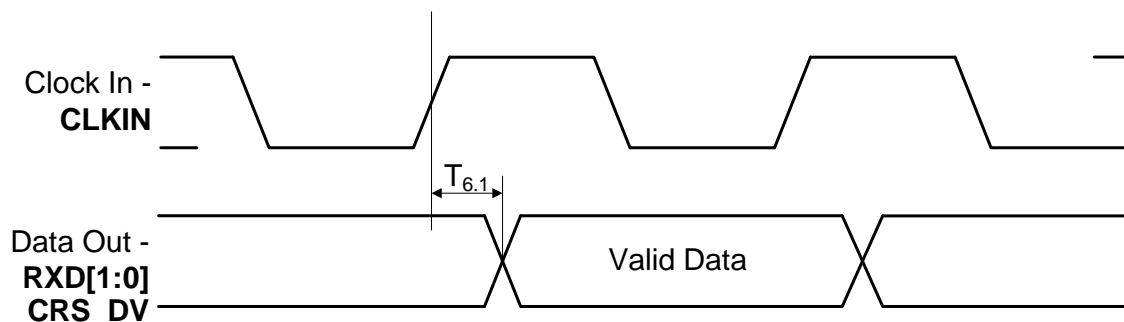 Clock In -
CLKIN
T6.1
Data Out -
RXD[1:0]
CRS_DV
Valid Data